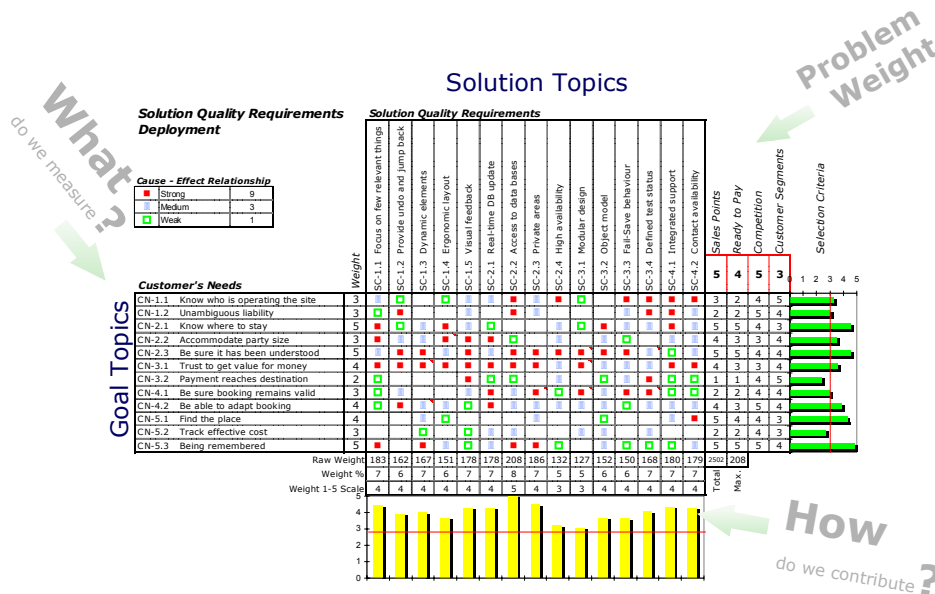 Problem
Weight
Solution Topics
What
do we measure ?
Solution Quality Requirements
Deployment
Solution Quality Requirements
Cause - Effect Relationship
Strong 9
Medium 3
Weak 1
SC-1.1 Focus on few relevant things
SC-1.2 Provide undo and jump back
SC-1.3 Dynamic elements
SC-1.4 Ergonomic layout
SC-1.5 Visual feedback
SC-2.1 Real-time DB update
SC-2.2 Access to data bases
SC-2.3 Private areas
SC-2.4 High availability
SC-3.1 Modular design
SC-3.2 Object model
SC-3.3 Fail-Save behaviour
SC-3.4 Defined test status
SC-4.1 Integrated support
SC-4.2 Contact availability
Sales Points
Ready to Pay
Competition
Customer Segments
Selection Criteria
5 4 5 3
0 1 2 3 4 5
Customer's Needs Weight
Goal Topics
CN-1.1 Know who is operating the site 3 3 2 4 5
CN-1.2 Unambiguous liability 3 2 2 5 4
CN-2.1 Know where to stay 5 5 5 4 3
CN-2.2 Accommodate party size 3 4 3 3 4
CN-2.3 Be sure it has been understood 5 5 5 4 4
CN-3.1 Trust to get value for money 4 4 3 3 4
CN-3.2 Payment reaches destination 2 1 1 4 5
CN-4.1 Be sure booking remains valid 3 2 2 4 4
CN-4.2 Be able to adapt booking 4 4 3 5 4
CN-5.1 Find the place 4 5 4 4 3
CN-5.2 Track effective cost 3 2 2 4 3
CN-5.3 Being remembered 5 5 5 5 4
Raw Weight 183 162 167 151 178 178 208 186 132 127 152 150 168 180 179 2502 208
Weight % 7 6 7 6 7 7 8 7 5 5 6 6 7 7 7
Weight 1-5 Scale 4 4 4 4 4 4 5 4 3 3 4 4 4 4 4
Total
Max.
5
4
3
2
1
0
How
do we contribute ?